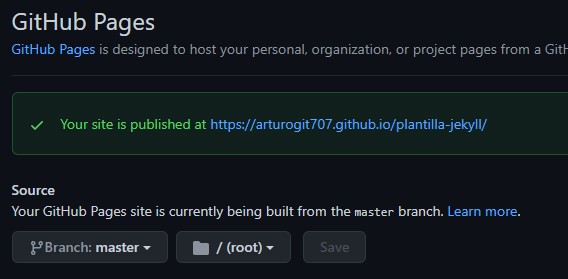 GitHub Pages
GitHub Pages is designed to host your personal, organization, or project pages from a GitH
Your site is published at https://arturogit707.github.io/plantilla-jekyll/
Source
Your GitHub Pages site is currently being built from the master branch. Learn more.
Branch: master / (root) Save